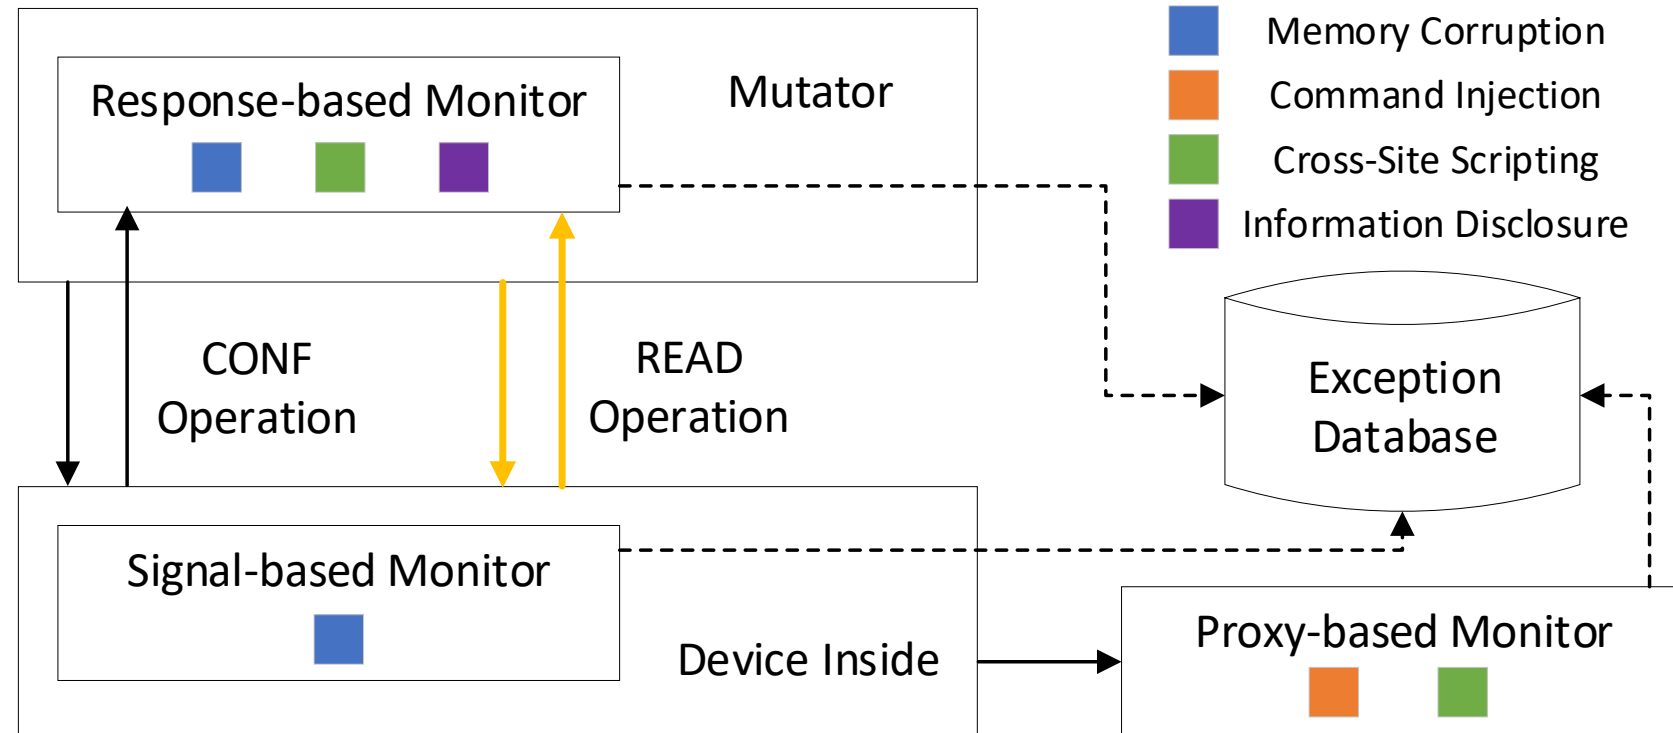 Mutator
Response-based Monitor
CONF
Operation
READ
Operation
Signal-based Monitor
Device Inside
Memory Corruption
Command Injection
Cross-Site Scripting
Information Disclosure
Exception
Database
Proxy-based Monitor